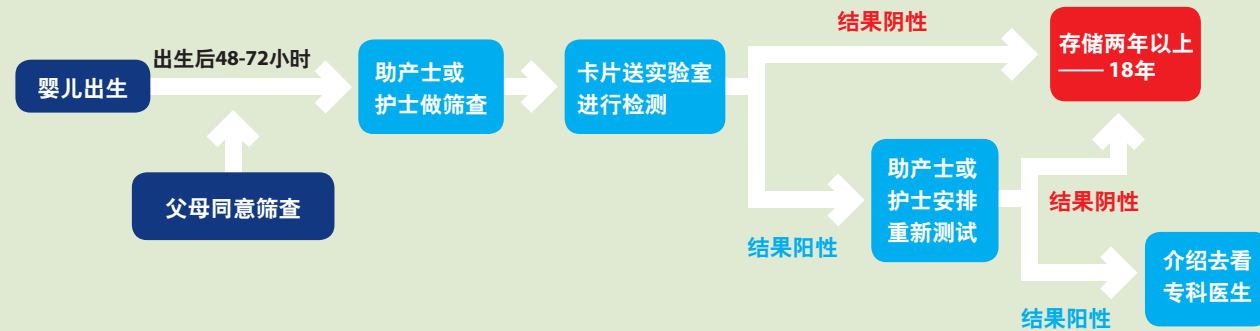 婴儿出生
出生后48-72小时
父母同意筛查
助产士或
护士做筛查
卡片送实验室
进行检测
结果阴性
存储两年以上
—— 18年
结果阳性
助产士或
护士安排
重新测试
结果阴性
结果阳性
介绍去看
专科医生